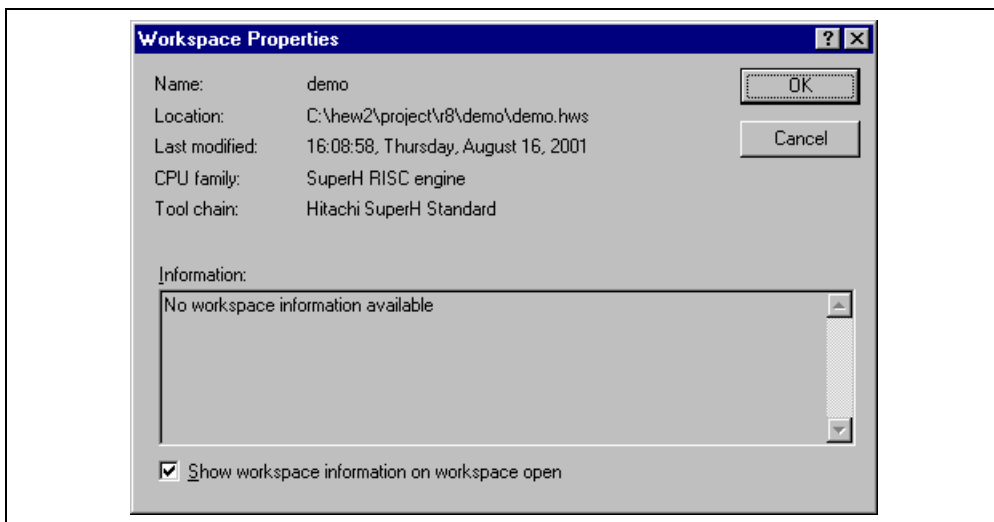 Workspace Properties
Name: demo
OK
Location: C:\hew2\project\r8\demo\demo.hws
Last modified: 16:08:58, Thursday, August 16, 2001
Cancel
CPU family: SuperH RISC engine
Tool chain: Hitachi SuperH Standard
Information:
No workspace information available
Show workspace information on workspace open